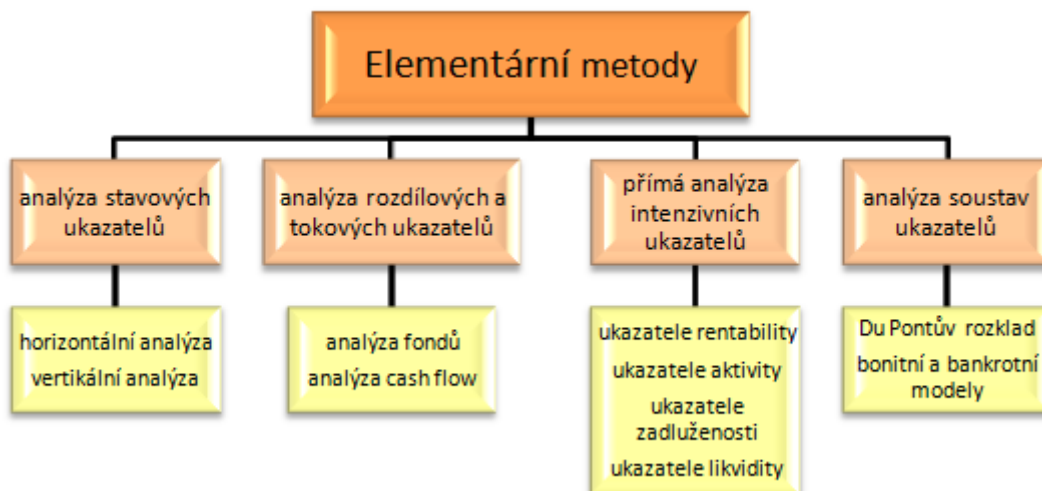 Elementární metody
analýza stavových
ukazatelů
analýza rozdílových a
tokových ukazatelů
přímá analýza
intenzivních
ukazatelů
analýza soustav
ukazatelů
horizontální analýza
vertikální analýza
analýza fondů
analýza cash flow
ukazatele rentability
ukazatele aktivity
ukazatele
zadluženosti
ukazatele likvidity
Du Pontův rozklad
bonitní a bankrotní
modely